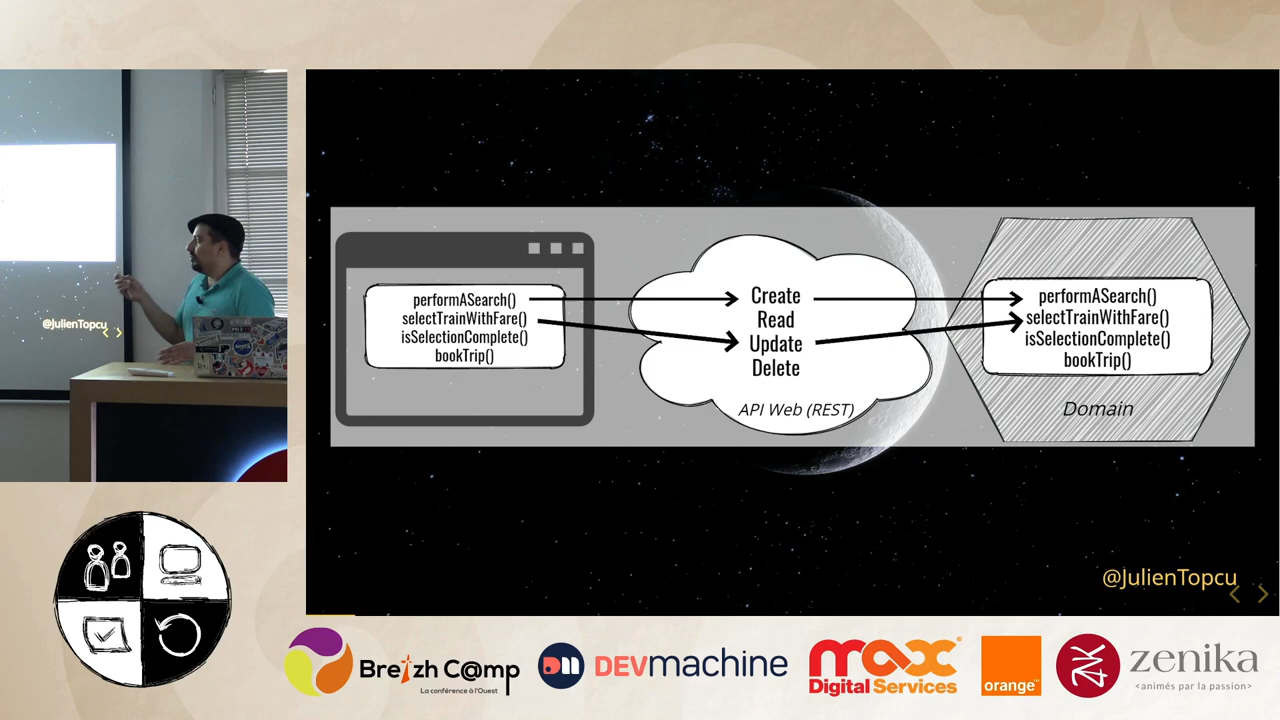 @JulienTopcu
performASearch()
selectTrainWithFare()
isSelectionComplete()
bookTrip()
Create
Read
Update
Delete
API Web (REST)
performASearch()
selectTrainWithFare()
isSelectionComplete()
bookTrip()
Domain
@JulienTopcu
Breizh C@mp
La conférence à l'Ouest
DEVmachine
max
Digital Services
orange™
zenika
<animés par la passion>